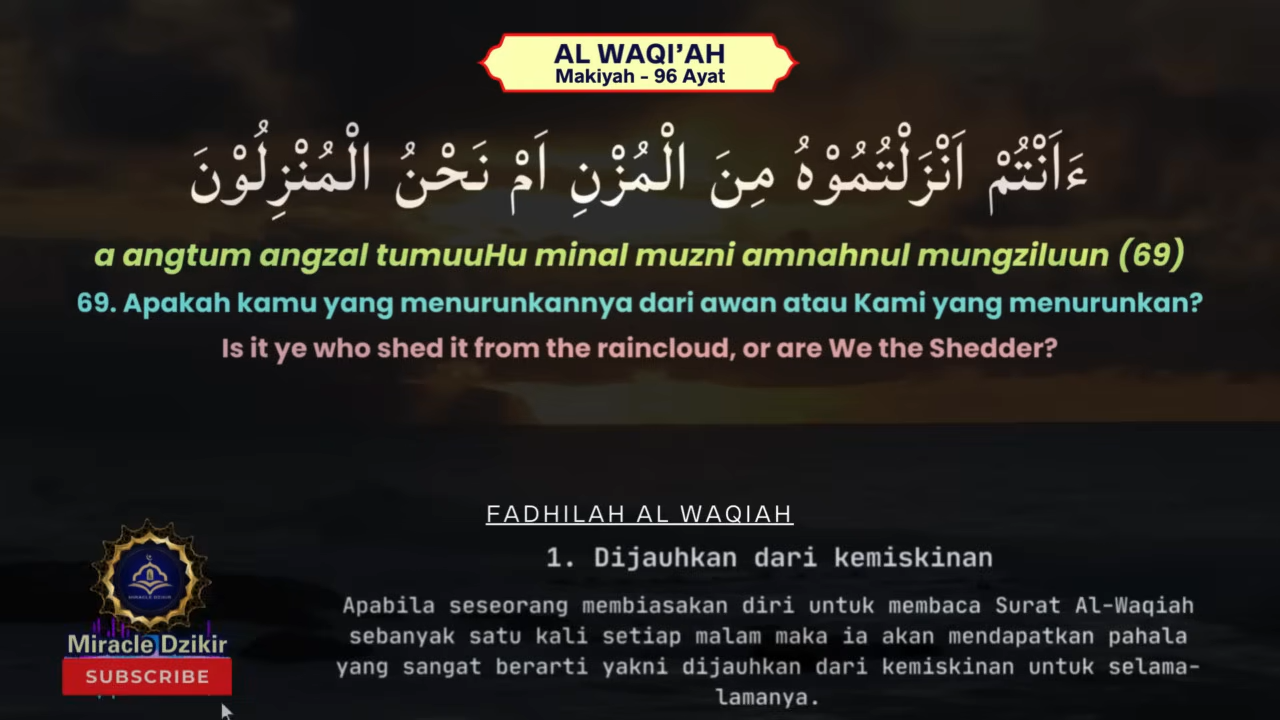 AL WAQI'AH
Makiyah - 96 Ayat
ءَاَنْتُمْ اَنْزَلْتُمُوْهُ مِنَ الْمُزْنِ اَمْ نَحْنُ الْمُنْزِلُوْنَ
a angtum angzal tumuuHu minal muzni amnahnul mungziluun (69)
69. Apakah kamu yang menurunkannya dari awan atau Kami yang menurunkan?
Is it ye who shed it from the raincloud, or are We the Shedder?
FADHILAH AL WAQIAH
1. Dijauhkan dari kemiskinan
Apabila seseorang membiasakan diri untuk membaca Surat Al-Waqiah
sebanyak satu kali setiap malam maka ia akan mendapatkan pahala
yang sangat berarti yakni dijauhkan dari kemiskinan untuk selama-
lamanya.
MIRACLE DZIKIR
Miracle Dzikir
SUBSCRIBE